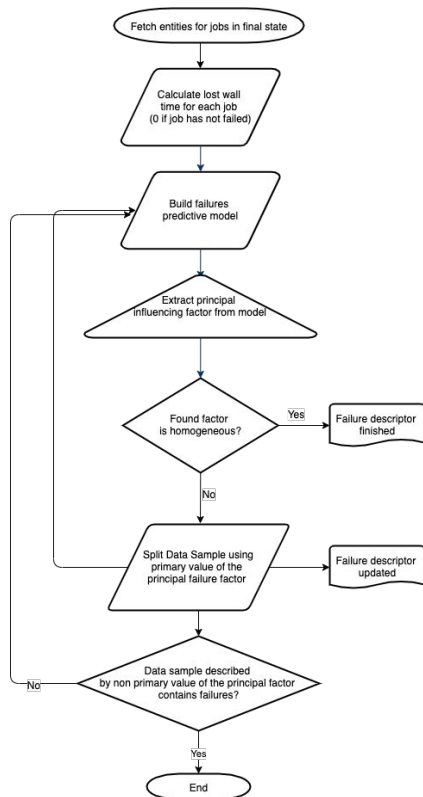 Fetch entities for jobs in final state
Calculate lost wall
time for each job
(0 if job has not failed)
Build failures
predictive model
Extract principal
influencing factor from model
Found factor
is homogeneous?
Yes
Failure descriptor
finished
No
Split Data Sample using
primary value of the
principal failure factor
Failure descriptor
updated
Data sample described
by non primary value of the principal factor
contains failures?
No
Yes
End